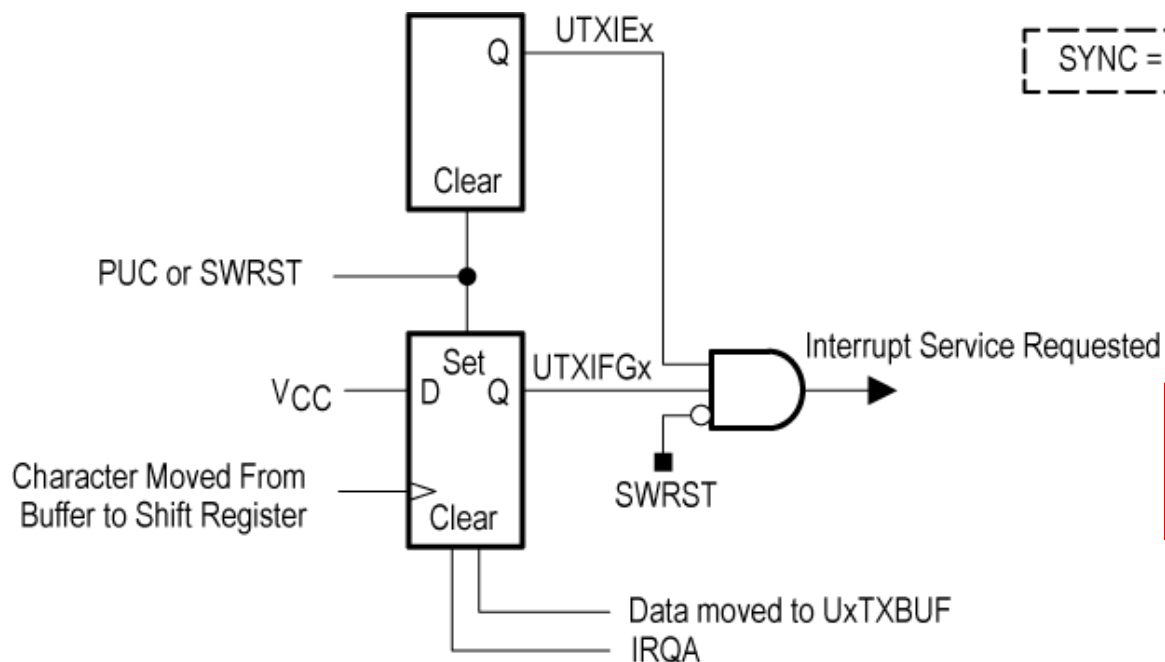 Q
UTXIEx
SYNC =
Clear
PUC or SWRST
Set
Interrupt Service Requested
VCC
D
Q
UTXIFGx
Character Moved From
Buffer to Shift Register
Clear
SWRST
Data moved to UxTXBUF
IRQA